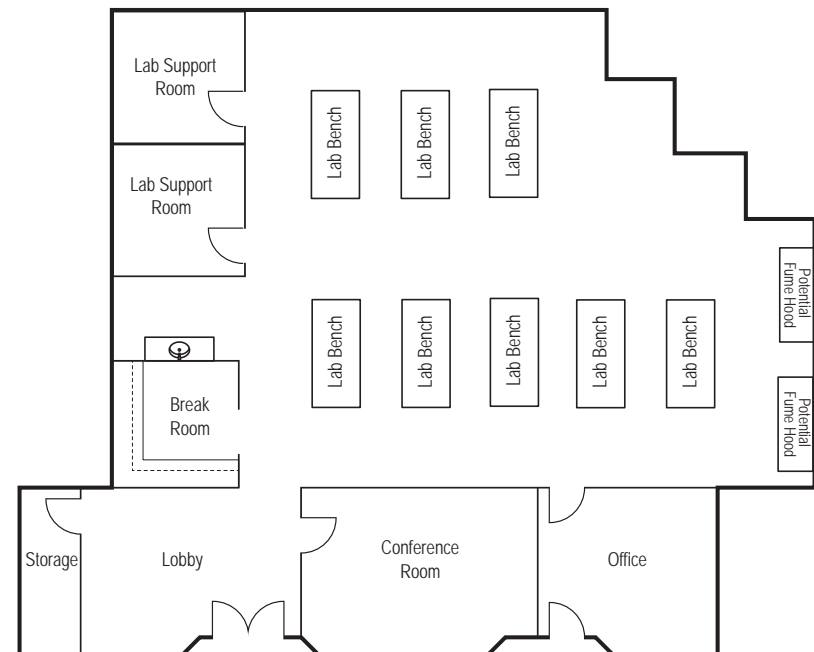 Lab Support
Room
Lab Bench
Lab Bench
Lab Bench
Lab Support
Room
Potential
Fume Hood
Lab Bench
Lab Bench
Lab Bench
Lab Bench
Lab Bench
Break
Room
Potential
Fume Hood
Storage
Lobby
Conference
Room
Office